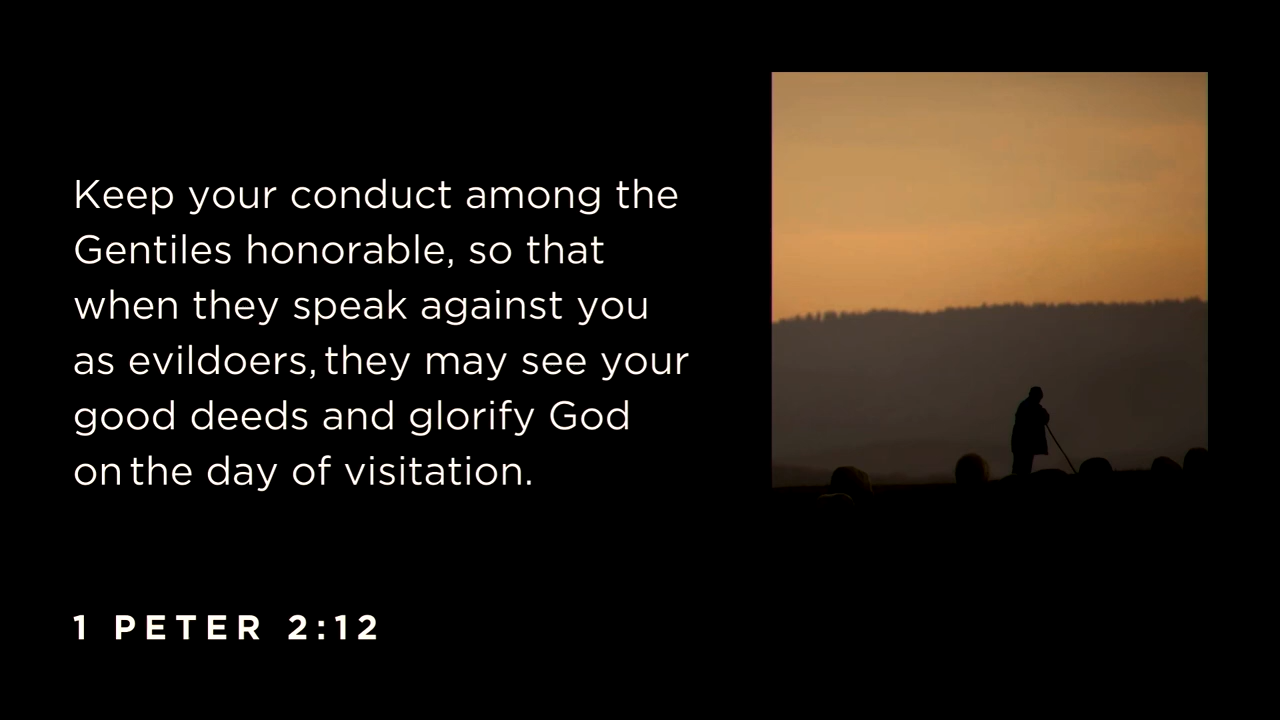 Keep your conduct among the
Gentiles honorable, so that
when they speak against you
as evildoers, they may see your
good deeds and glorify God
on the day of visitation.
1 PETER 2:12